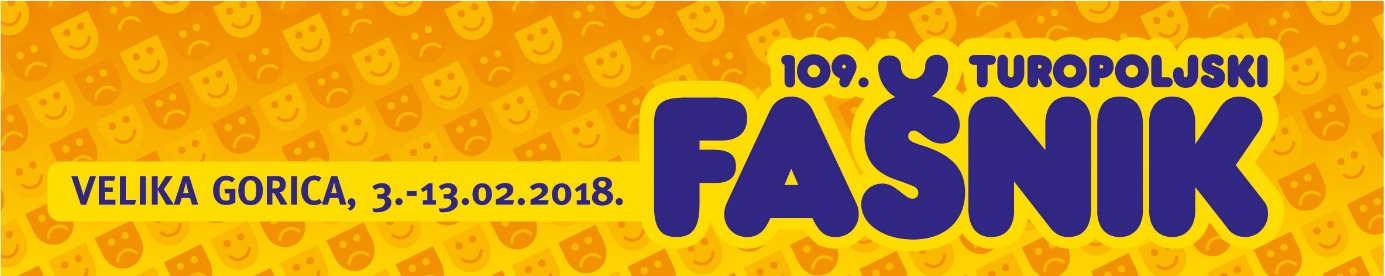 109. TUROPOLJSKI
FAŠNIK
VELIKA GORICA, 3.-13.02.2018.